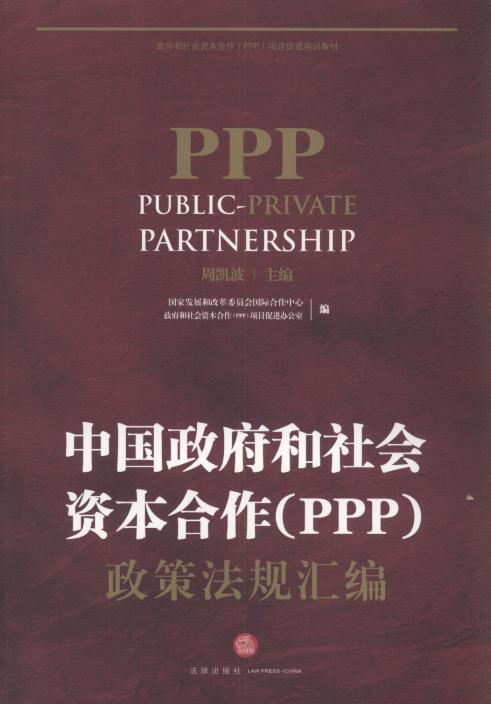 政府和社会资本合作(PPP)项目促进培训教材
PPP
PUBLIC-PRIVATE
PARTNERSHIP
周凯波 | 主编
国家发展和改革委员会国际合作中心
政府和社会资本合作(PPP)项目促进办公室
编
中国政府和社会
资本合作(PPP)
政策法规汇编
法律出版社 LAW PRESS·CHINA